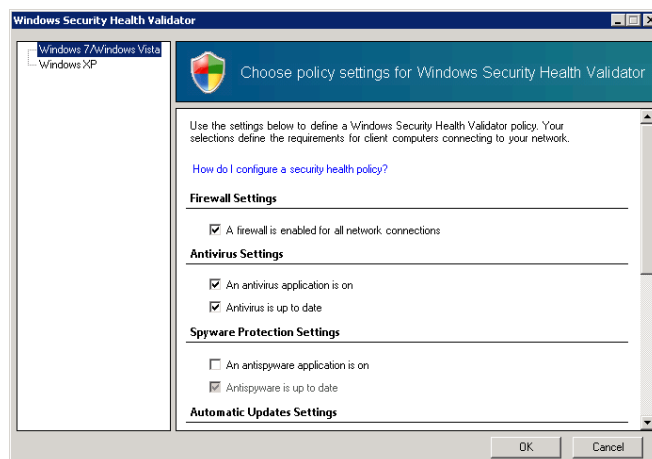 Windows Security Health Validator
Windows 7/Windows Vista
Windows XP
Choose policy settings for Windows Security Health Validator
Use the settings below to define a Windows Security Health Validator policy. Your
selections define the requirements for client computers connecting to your network.
How do I configure a security health policy?
Firewall Settings
A firewall is enabled for all network connections
Antivirus Settings
An antivirus application is on
Antivirus is up to date
Spyware Protection Settings
An antispyware application is on
Antispyware is up to date
Automatic Updates Settings
OK
Cancel